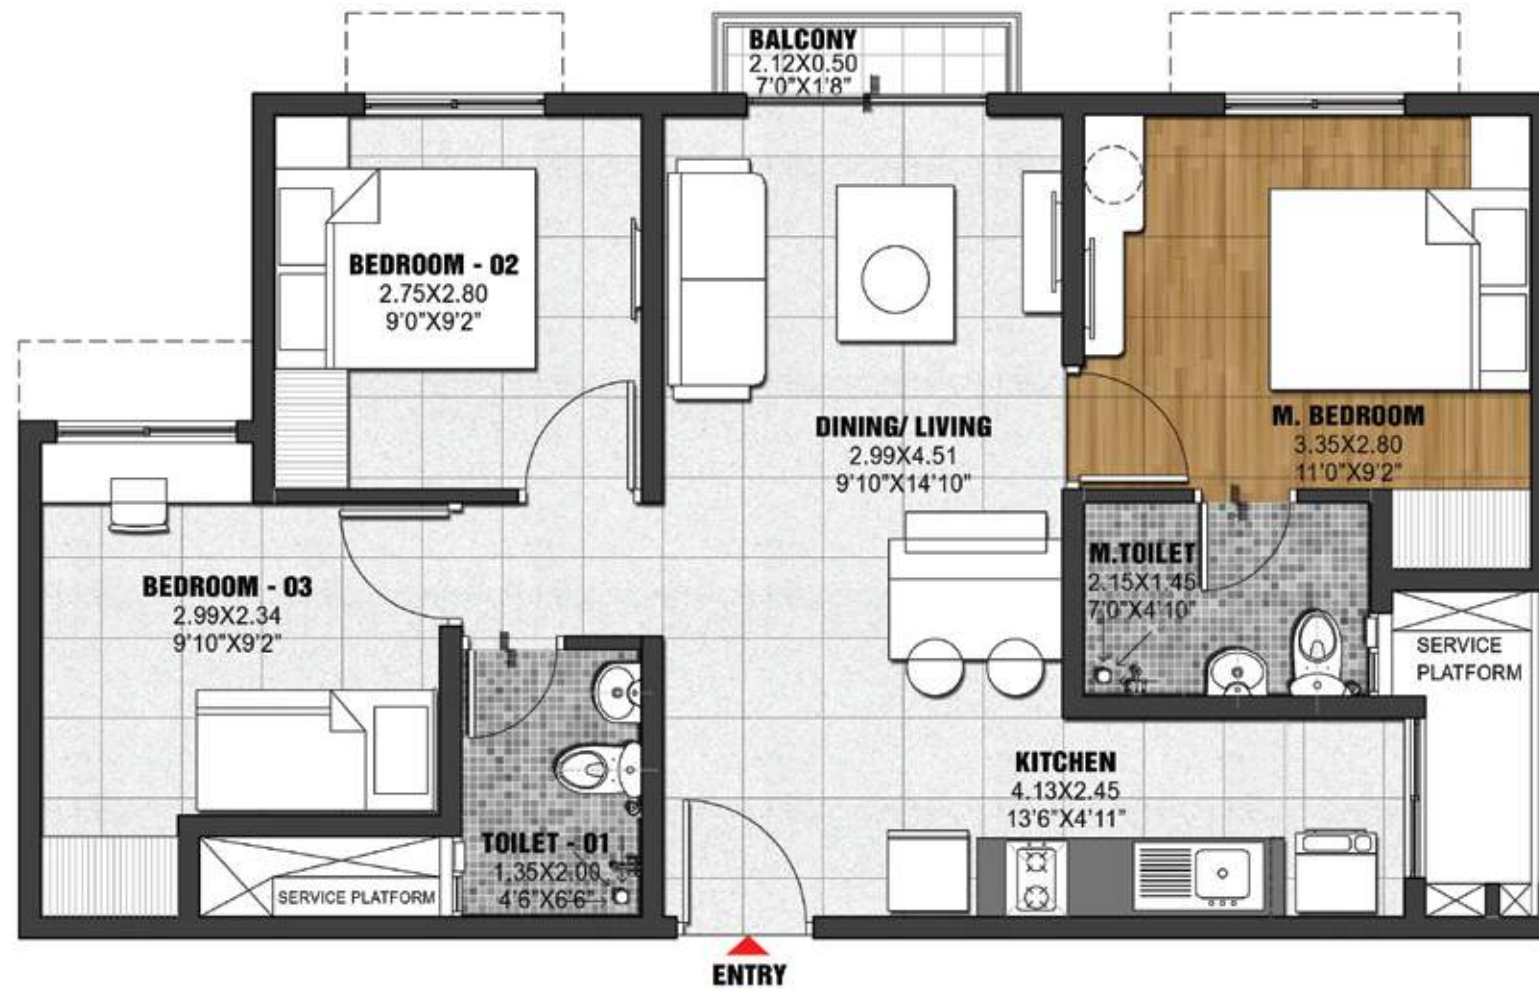 BALCONY
2.12X0.50
7'0"X1'8"
BEDROOM - 02
2.75X2.80
9'0"X9'2"
DINING/ LIVING
2.99X4.51
9'10"X14'10"
M. BEDROOM
3.35X2.80
11'0"X9'2"
BEDROOM - 03
2.99X2.34
9'10"X9'2"
M.TOILET
2.15X1.45
7'0"X4'10"
SERVICE
PLATFORM
KITCHEN
4.13X2.45
13'6"X4'11"
TOILET - 01
1.35X2.00
4'6"X6'6"
SERVICE PLATFORM
ENTRY